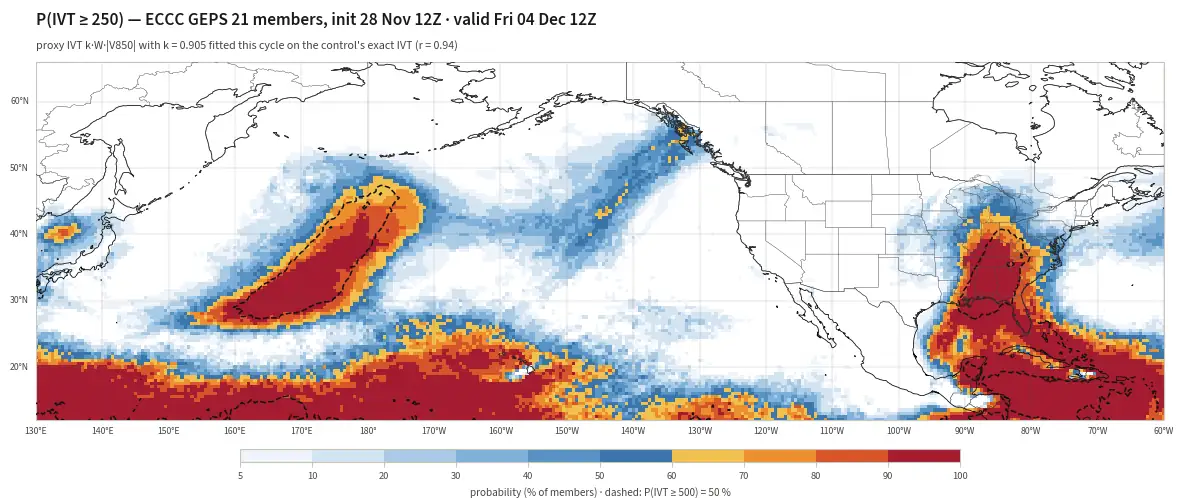 P(IVT ≥ 250) — ECCC GEPS 21 members, init 28 Nov 12Z · valid Fri 04 Dec 12Z
proxy IVT k·W·|V850| with k = 0.905 fitted this cycle on the control's exact IVT (r = 0.94)
60°N
50°N
40°N
30°N
20°N
130°E 140°E 150°E 160°E 170°E 180° 170°W 160°W 150°W 140°W 130°W 120°W 110°W 100°W 90°W 80°W 70°W 60°W
5 10 20 30 40 50 60 70 80 90 100
probability (% of members) · dashed: P(IVT ≥ 500) = 50 %